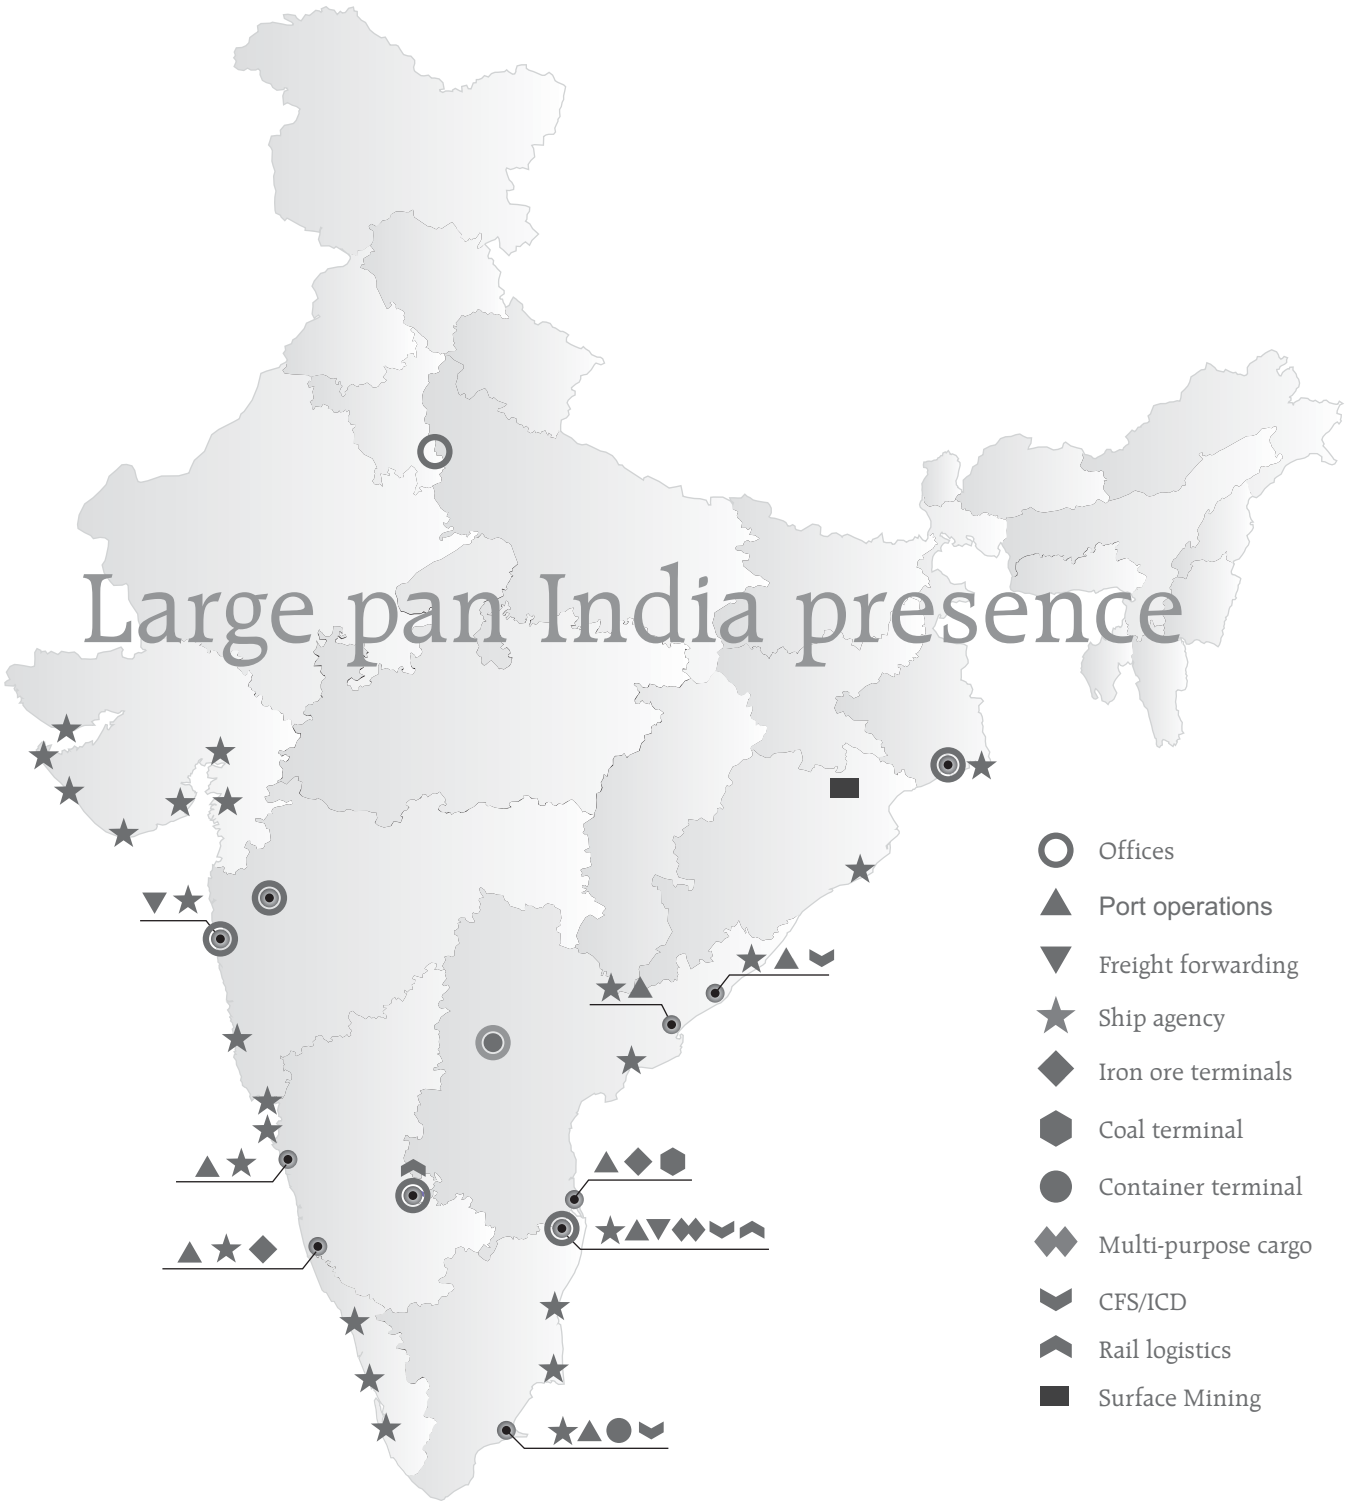 Large pan India presence
Offices
Port operations
Freight forwarding
Ship agency
Iron ore terminals
Coal terminal
Container terminal
Multi-purpose cargo
CFS/ICD
Rail logistics
Surface Mining